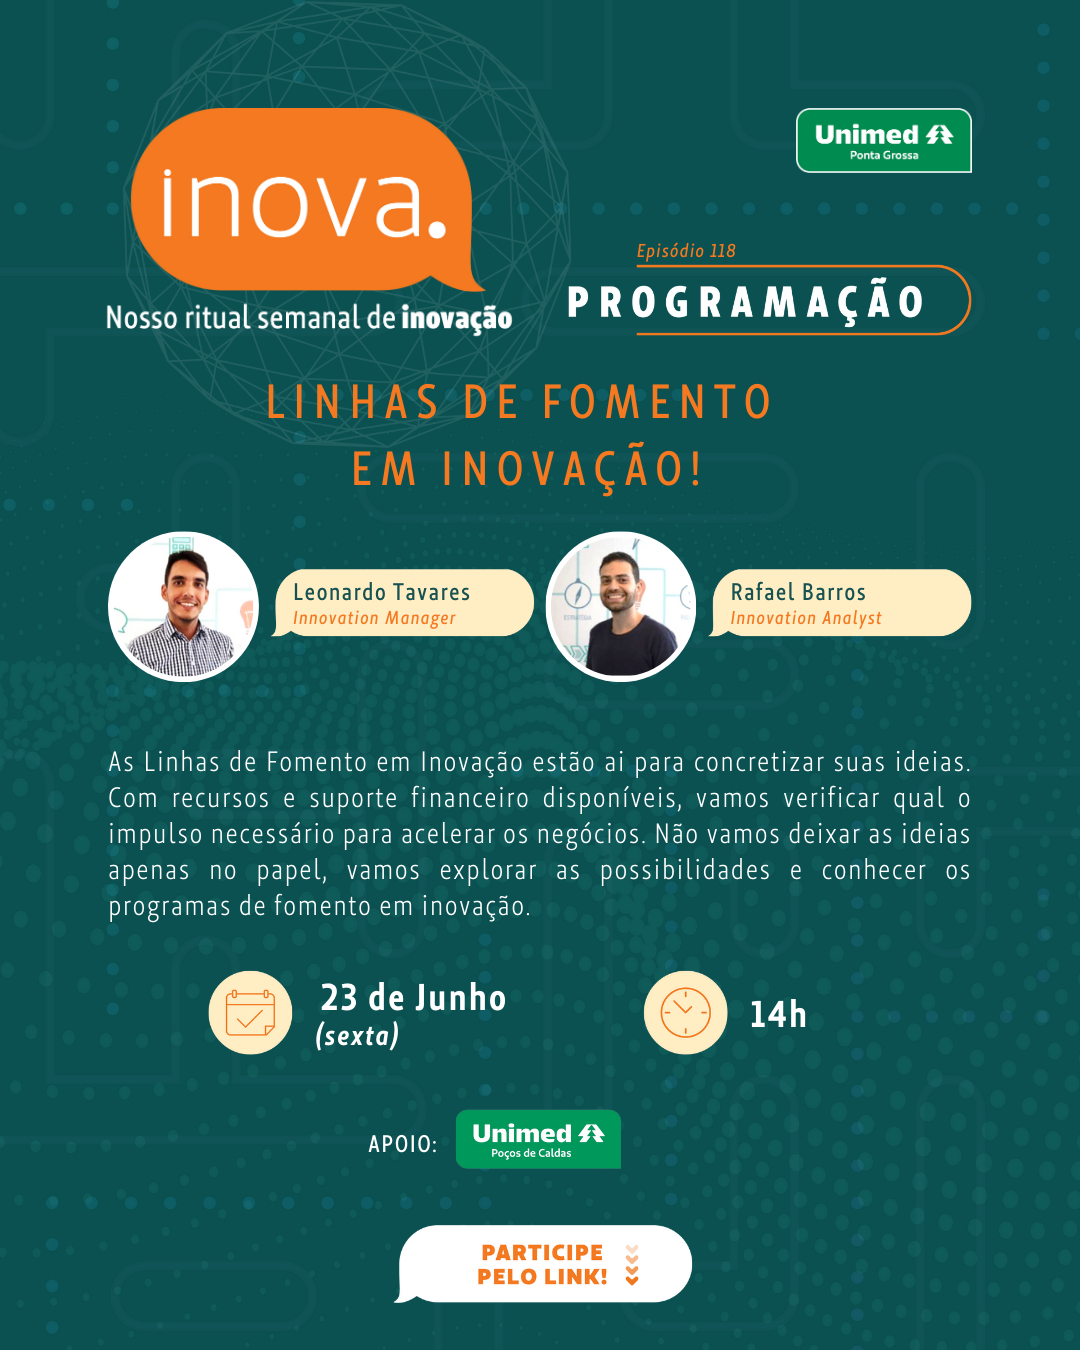 inova.
Nosso ritual semanal de inovação
Unimed
Ponta Grossa
Episódio 118
PROGRAMAÇÃO
LINHAS DE FOMENTO
EM INOVAÇÃO!
Leonardo Tavares
Innovation Manager
Rafael Barros
Innovation Analyst
As Linhas de Fomento em Inovação estão ai para concretizar suas ideias.
Com recursos e suporte financeiro disponíveis, vamos verificar qual o
impulso necessário para acelerar os negócios. Não vamos deixar as ideias
apenas no papel, vamos explorar as possibilidades e conhecer os
programas de fomento em inovação.
23 de Junho
(sexta)
14h
APOIO:
Unimed
Poços de Caldas
PARTICIPE
PELO LINK!